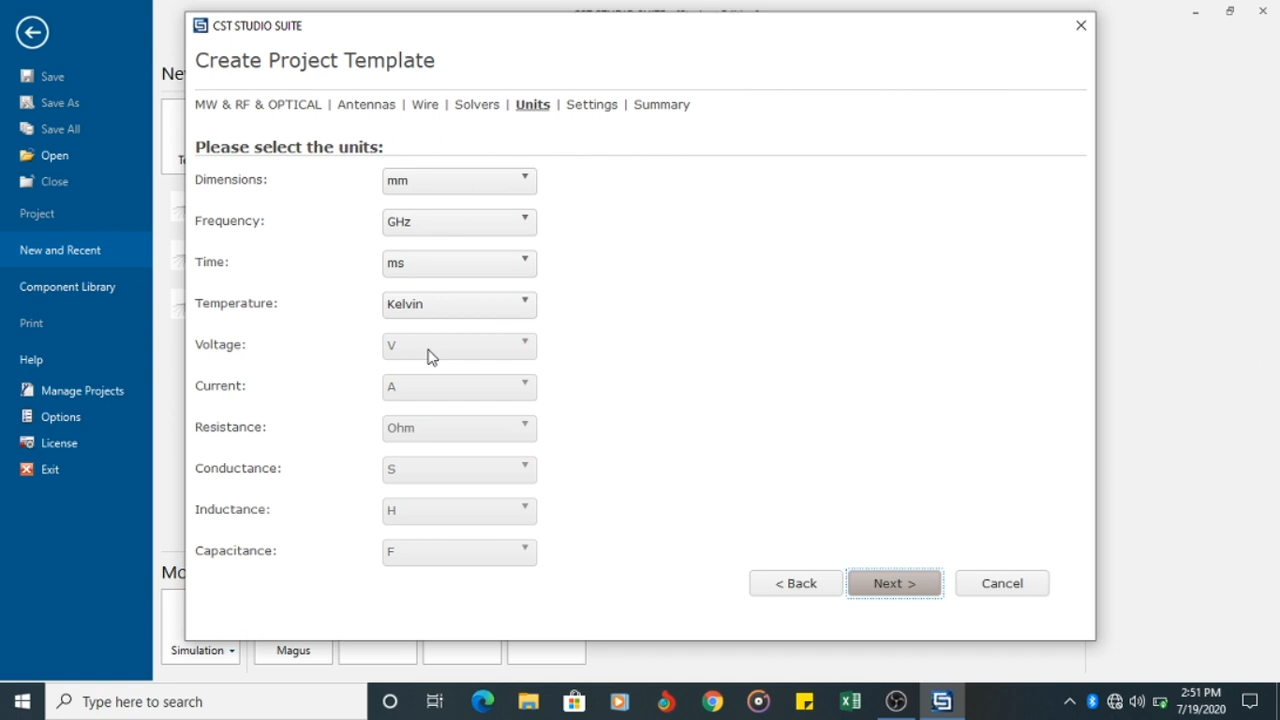 CST STUDIO SUITE
Create Project Template
MW & RF & OPTICAL | Antennas | Wire | Solvers | Units | Settings | Summary
Please select the units:
Dimensions: mm
Frequency: GHz
Time: ms
Temperature: Kelvin
Voltage: V
Current: A
Resistance: Ohm
Conductance: S
Inductance: H
Capacitance: F
< Back Next > Cancel
Save
Save As
Save All
Open
Close
Project
New and Recent
Component Library
Print
Help
Manage Projects
Options
License
Exit
Ne
Te
Mo
Simulation
Magus
Type here to search
2:51 PM
7/19/2020